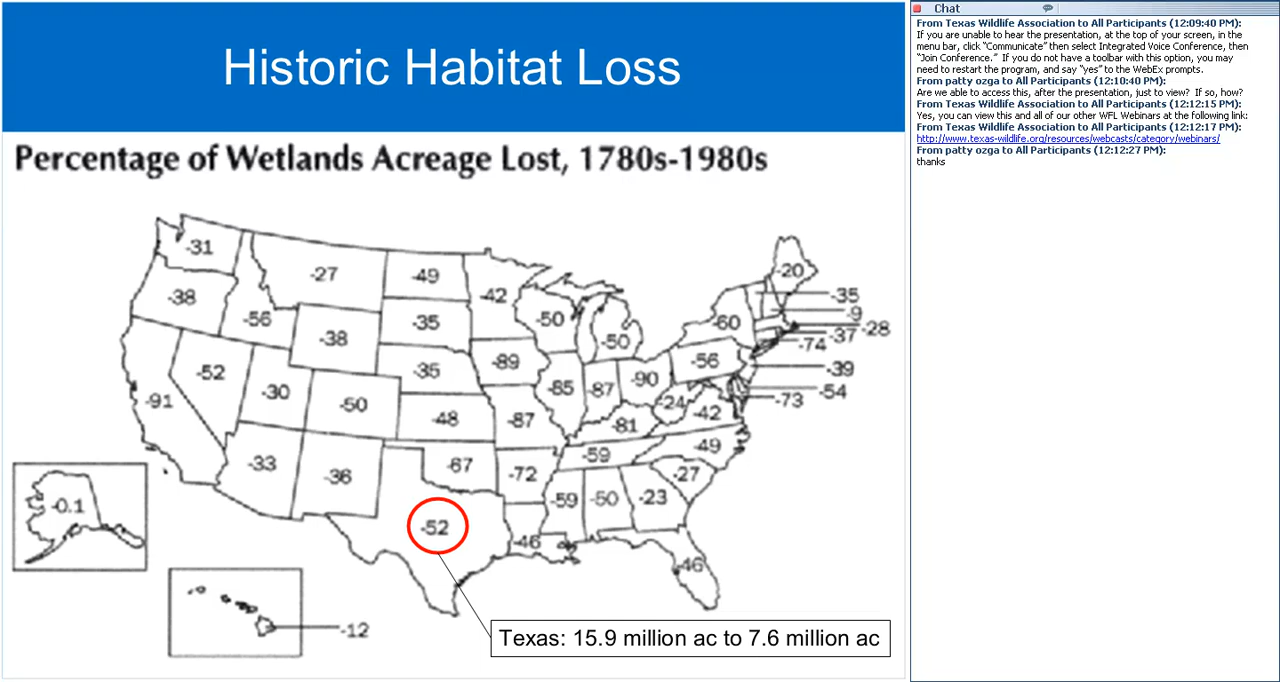 Historic Habitat Loss
Percentage of Wetlands Acreage Lost, 1780s-1980s
-31
-27
-49
-42
-20
-38
-56
-38
-35
-50
-50
-60
-35
-9
-28
-37
-74
-52
-30
-50
-35
-89
-85
-87
-90
-56
-39
-54
-73
-91
-48
-87
-81
-24
-42
-33
-36
-67
-72
-59
-49
-27
-0.1
-52
-46
-59
-50
-23
-46
-12
Texas: 15.9 million ac to 7.6 million ac
Chat
From Texas Wildlife Association to All Participants (12:09:40 PM):
If you are unable to hear the presentation, at the top of your screen, in the
menu bar, click "Communicate" then select Integrated Voice Conference, then
"Join Conference." If you do not have a toolbar with this option, you may
need to restart the program, and say "yes" to the WebEx prompts.
From patty ozga to All Participants (12:10:40 PM):
Are we able to access this, after the presentation, just to view? If so, how?
From Texas Wildlife Association to All Participants (12:12:15 PM):
Yes, you can view this and all of our other WFL Webinars at the following link:
From Texas Wildlife Association to All Participants (12:12:17 PM):
http://www.texas-wildlife.org/resources/webcasts/category/webinars/
From patty ozga to All Participants (12:12:27 PM):
thanks